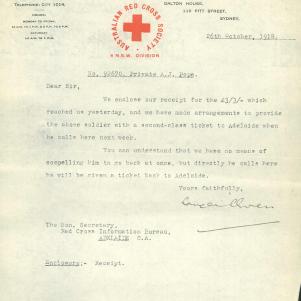 TELEPHONE: CITY 1024.
DALTON HOUSE,
115 PITT STREET,
SYDNEY.
AUSTRALIAN RED CROSS SOCIETY
N.S.W. DIVISION
26th October, 1918.
Private A.J. Pope.
Dear Sir,
We enclose our receipt for the £3/3/- which
reached us yesterday, and we have made arrangements to provide
the above soldier with a second-class ticket to Adelaide when
he calls here next week.
You can understand that we have no means of
compelling him to go back at once, but directly he calls here
he will be given a ticket back to Adelaide.
Yours faithfully,
The Hon. Secretary,
Red Cross Information Bureau,
ADELAIDE S.A.
Enclosure:- Receipt.